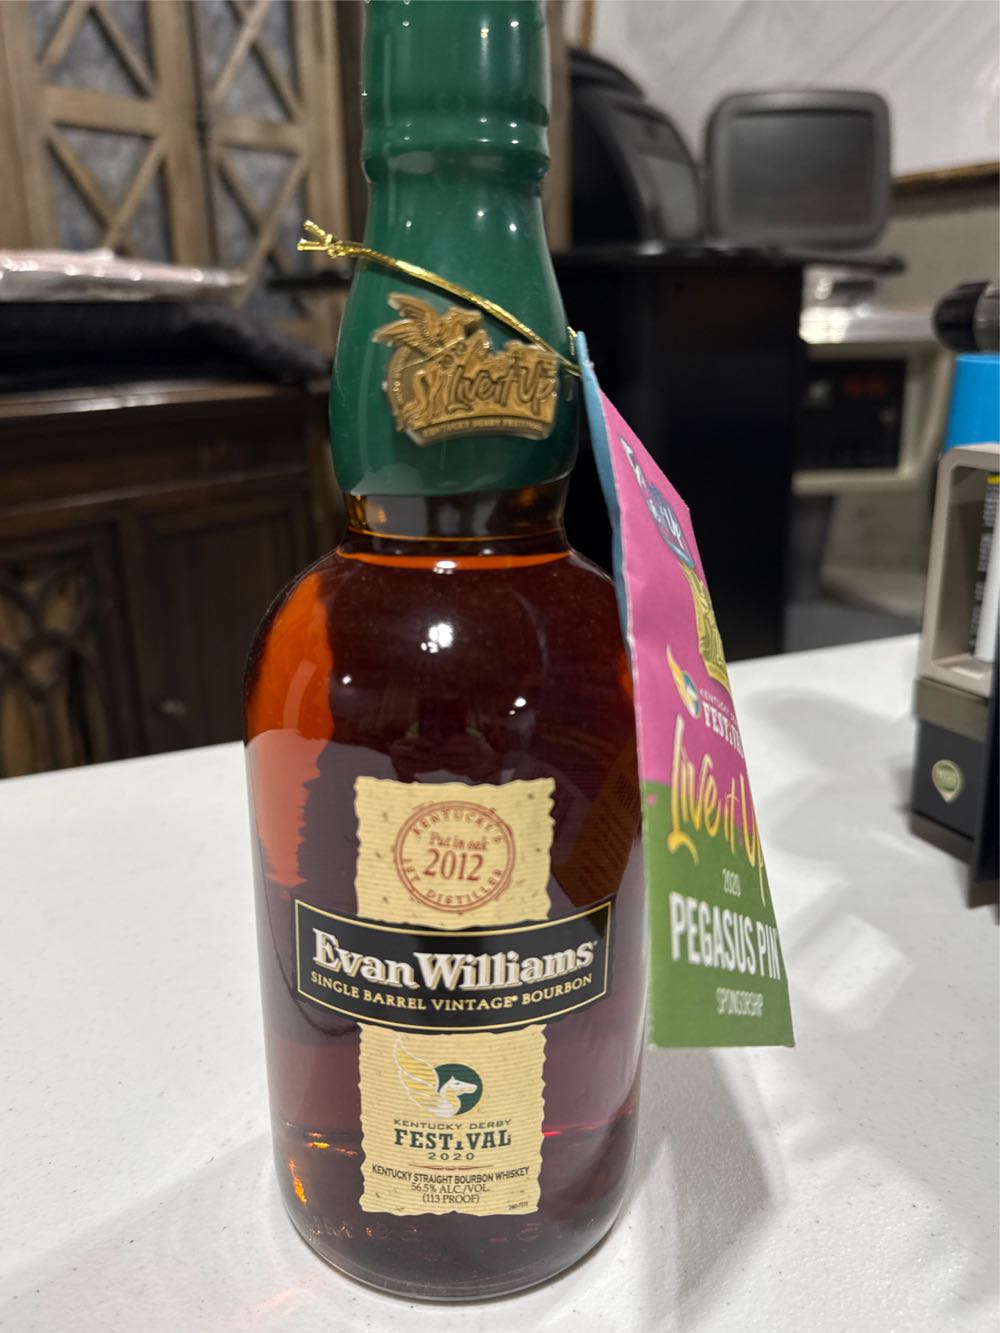 Live it Up
KENTUCKY DERBY FESTIVAL
KENTUCKY'S
Put in oak
2012
1ST DISTILLER
Evan Williams
SINGLE BARREL VINTAGE® BOURBON
KENTUCKY DERBY
FESTIVAL
2020
KENTUCKY STRAIGHT BOURBON WHISKEY
56.5% ALC./VOL.
(113 PROOF)
Live it Up
2020
PEGASUS PIN
SPONSORSHIP